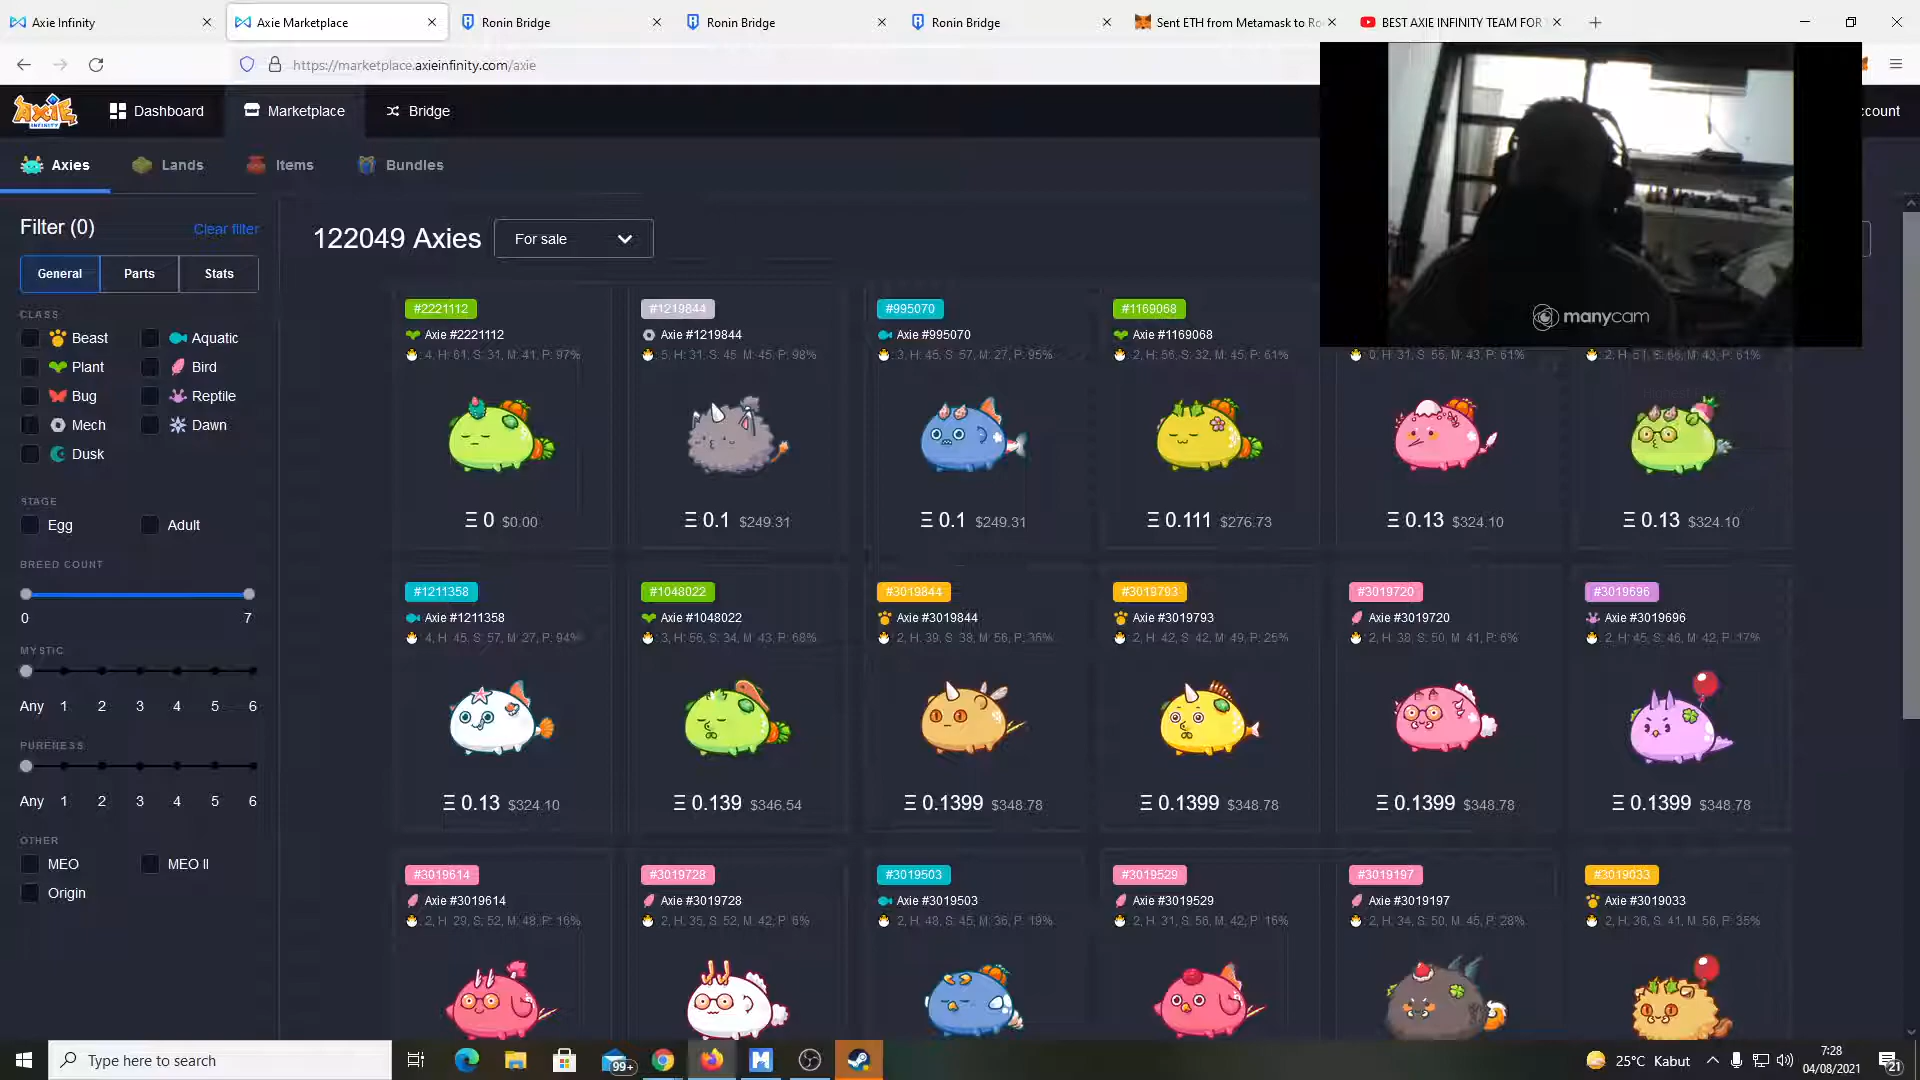 Axie Infinity
Axie Marketplace
Ronin Bridge
Ronin Bridge
Ronin Bridge
Sent ETH from Metamask to Ro
BEST AXIE INFINITY TEAM FOR
https://marketplace.axieinfinity.com/axie
AXIE INFINITY
Dashboard
Marketplace
Bridge
ccount
Axies
Lands
Items
Bundles
Filter (0)
Clear filter
General
Parts
Stats
CLASS
Beast
Aquatic
Plant
Bird
Bug
Reptile
Mech
Dawn
Dusk
STAGE
Egg
Adult
BREED COUNT
0
7
MYSTIC
Any 1 2 3 4 5 6
PURENESS
Any 1 2 3 4 5 6
OTHER
MEO
MEO II
Origin
122049 Axies
For sale
manycam
#2221112
Axie #2221112
4, H: 61, S: 31, M: 41, P: 97%
Ξ 0 $0.00
#1219844
Axie #1219844
5, H: 31, S: 45 M: 45, P: 98%
Ξ 0.1 $249.31
#995070
Axie #995070
3, H: 45, S: 57, M: 27, P: 95%
Ξ 0.1 $249.31
#1169068
Axie #1169068
2, H: 56, S: 32, M: 45, P: 61%
Ξ 0.111 $276.73
0, H: 31, S: 55, M: 43, P: 61%
Ξ 0.13 $324.10
2, H: 51, S: 66, M: 43, P: 61%
Ξ 0.13 $324.10
#1211358
Axie #1211358
4, H: 45, S: 57, M: 27, P: 94%
Ξ 0.13 $324.10
#1048022
Axie #1048022
3, H: 56, S: 34, M: 43, P: 68%
Ξ 0.139 $346.54
#3019844
Axie #3019844
2, H: 39, S: 38, M: 56, P: 36%
Ξ 0.1399 $348.78
#3019793
Axie #3019793
2, H: 42, S: 42, M: 49, P: 25%
Ξ 0.1399 $348.78
#3019720
Axie #3019720
2, H: 38, S: 50, M: 41, P: 6%
Ξ 0.1399 $348.78
#3019696
Axie #3019696
2, H: 45, S: 46, M: 42, P: 17%
Ξ 0.1399 $348.78
#3019614
Axie #3019614
2, H: 29, S: 52, M: 48, P: 16%
#3019728
Axie #3019728
2, H: 35, S: 52, M: 42, P: 6%
#3019503
Axie #3019503
2, H: 48, S: 45, M: 36, P: 19%
#3019529
Axie #3019529
2, H: 31, S: 56, M: 42, P: 16%
#3019197
Axie #3019197
2, H: 34, S: 50, M: 45, P: 28%
#3019033
Axie #3019033
2, H: 36, S: 41, M: 56, P: 35%
Type here to search
99+
25°C Kabut
7:28
04/08/2021
21